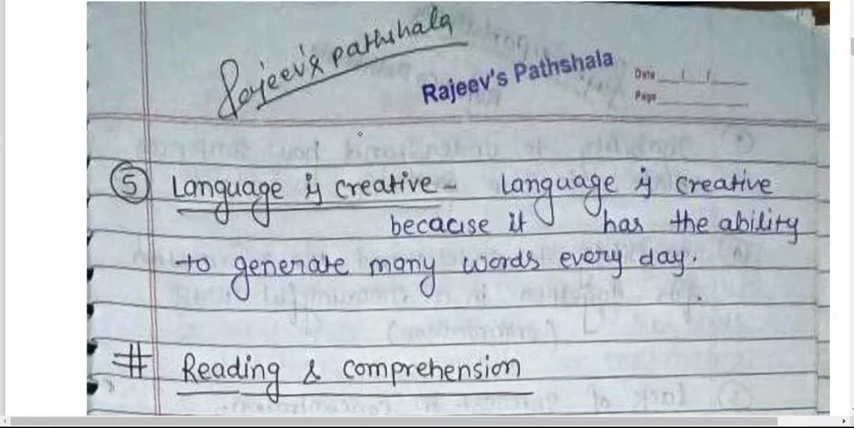 Rajeev's pathshala
Rajeev's Pathshala
Date / /
Page
5 Language is creative - Language is creative
because it has the ability
to generate many words every day.
# Reading & comprehension